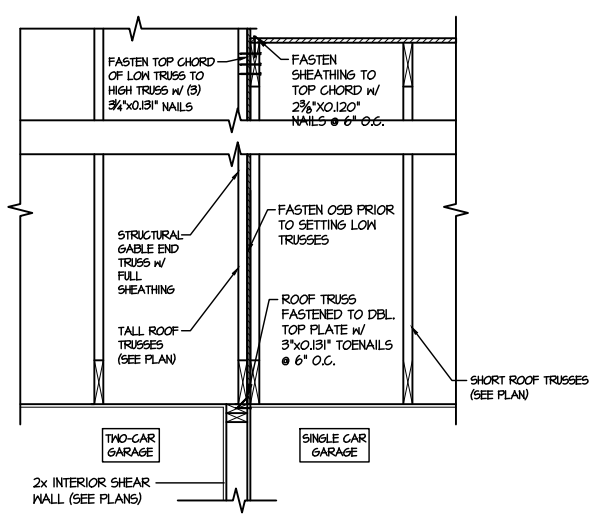 FASTEN TOP CHORD
OF LOW TRUSS TO
HIGH TRUSS W/ (3)
3¼"x0.131" NAILS
FASTEN
SHEATHING TO
TOP CHORD W/
2⅜"x0.120"
NAILS @ 6" O.C.
STRUCTURAL
GABLE END
TRUSS W/
FULL
SHEATHING
FASTEN OSB PRIOR
TO SETTING LOW
TRUSSES
TALL ROOF
TRUSSES
(SEE PLAN)
ROOF TRUSS
FASTENED TO DBL.
TOP PLATE W/
3"x0.131" TOENAILS
@ 6" O.C.
SHORT ROOF TRUSSES
(SEE PLAN)
TWO-CAR
GARAGE
SINGLE CAR
GARAGE
2x INTERIOR SHEAR
WALL (SEE PLANS)